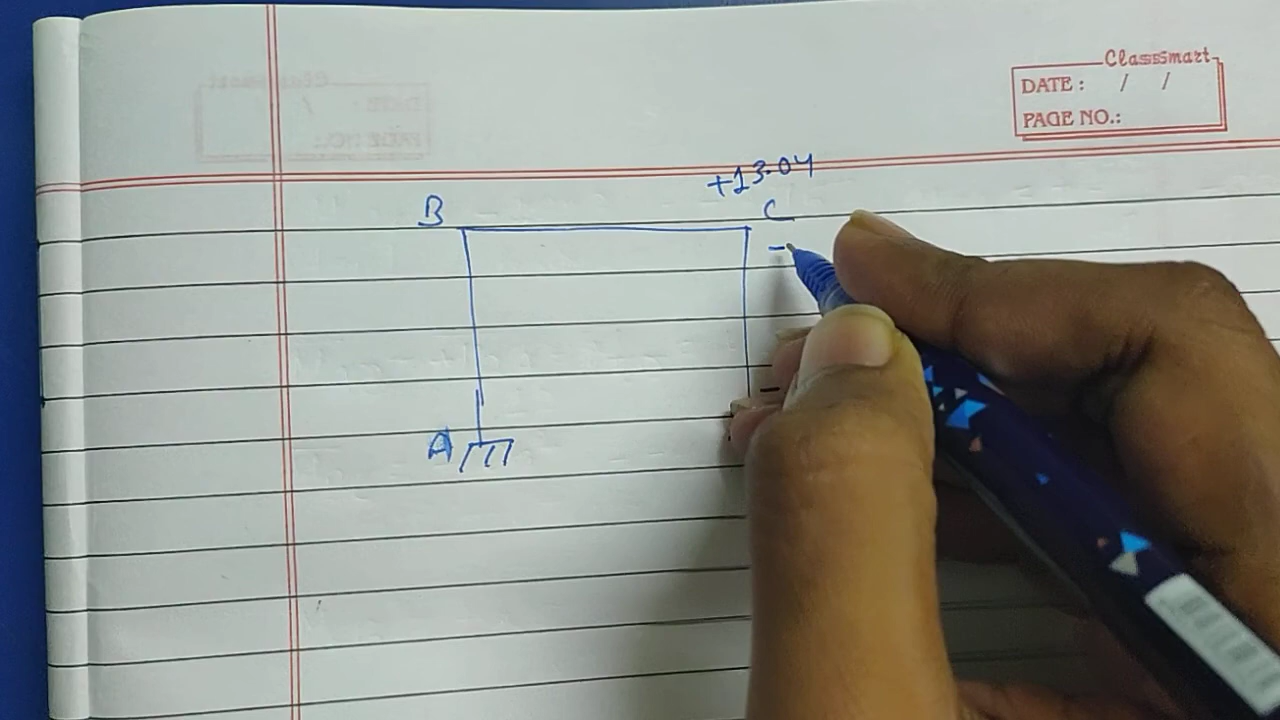 Classmart
DATE : / /
PAGE NO.:
+13.04
B
C
-
A